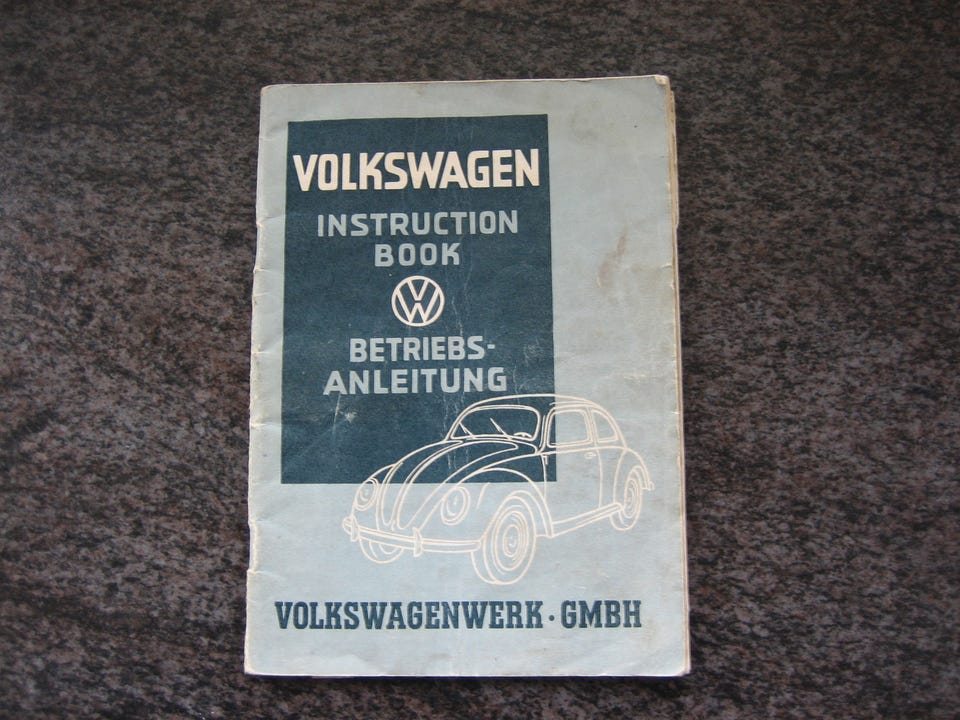 VOLKSWAGEN
INSTRUCTION
BOOK
VW
BETRIEBS-
ANLEITUNG
VOLKSWAGENWERK · GMBH